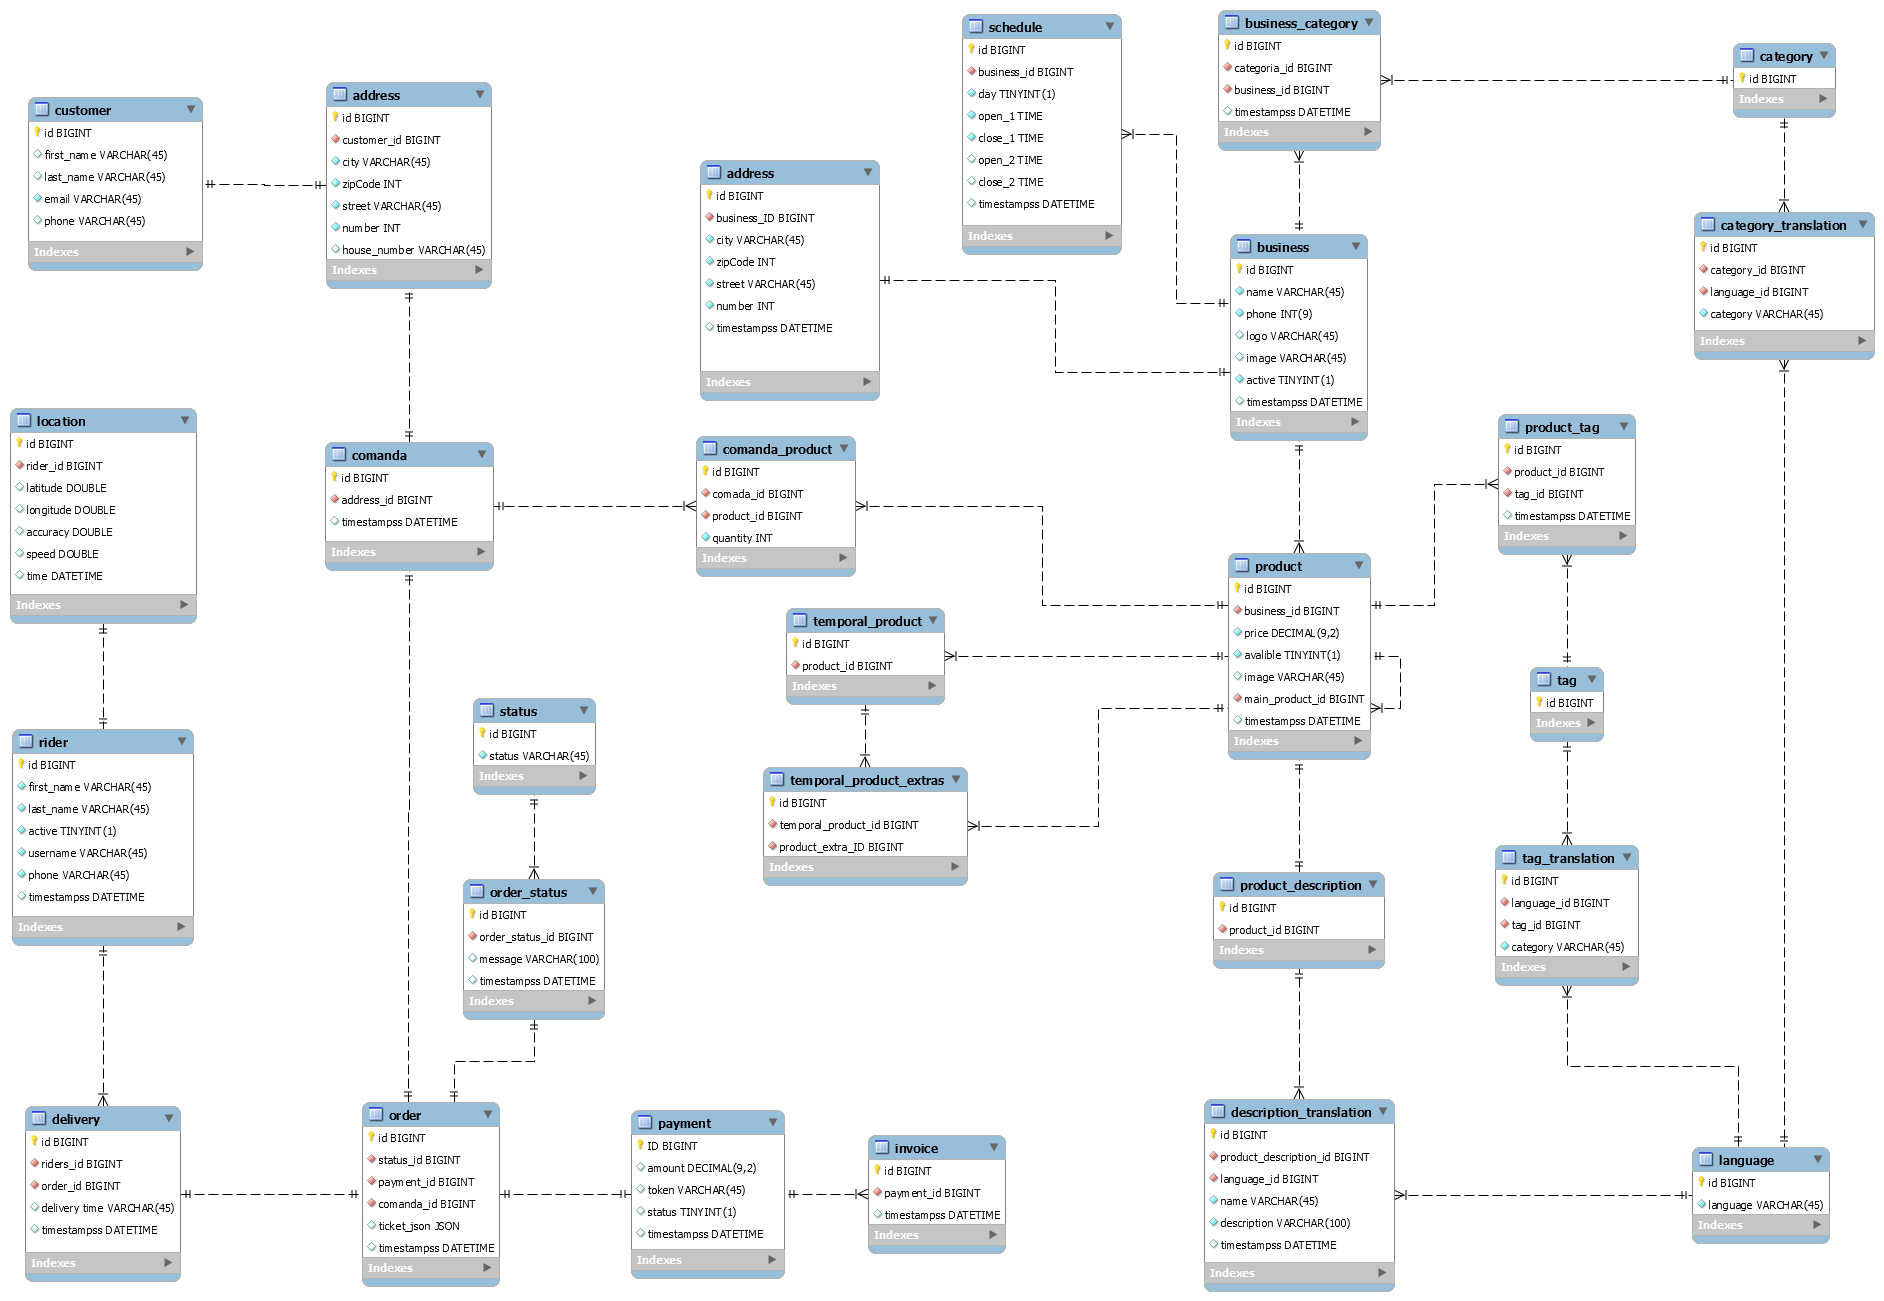 customer
id BIGINT
first_name VARCHAR(45)
last_name VARCHAR(45)
email VARCHAR(45)
phone VARCHAR(45)
Indexes
address
id BIGINT
customer_id BIGINT
city VARCHAR(45)
zipCode INT
street VARCHAR(45)
number INT
house_number VARCHAR(45)
Indexes
address
id BIGINT
business_ID BIGINT
city VARCHAR(45)
zipCode INT
street VARCHAR(45)
number INT
timestampss DATETIME
Indexes
schedule
id BIGINT
business_id BIGINT
day TINYINT(1)
open_1 TIME
close_1 TIME
open_2 TIME
close_2 TIME
timestampss DATETIME
Indexes
business_category
id BIGINT
categoria_id BIGINT
business_id BIGINT
timestampss DATETIME
Indexes
category
id BIGINT
Indexes
category_translation
id BIGINT
category_id BIGINT
language_id BIGINT
category VARCHAR(45)
Indexes
business
id BIGINT
name VARCHAR(45)
phone INT(9)
logo VARCHAR(45)
image VARCHAR(45)
active TINYINT(1)
timestampss DATETIME
Indexes
location
id BIGINT
rider_id BIGINT
latitude DOUBLE
longitude DOUBLE
accuracy DOUBLE
speed DOUBLE
time DATETIME
Indexes
comanda
id BIGINT
address_id BIGINT
timestampss DATETIME
Indexes
comanda_product
id BIGINT
comada_id BIGINT
product_id BIGINT
quantity INT
Indexes
product_tag
id BIGINT
product_id BIGINT
tag_id BIGINT
timestampss DATETIME
Indexes
product
id BIGINT
business_id BIGINT
price DECIMAL(9,2)
avalible TINYINT(1)
image VARCHAR(45)
main_product_id BIGINT
timestampss DATETIME
Indexes
temporal_product
id BIGINT
product_id BIGINT
Indexes
tag
id BIGINT
Indexes
rider
id BIGINT
first_name VARCHAR(45)
last_name VARCHAR(45)
active TINYINT(1)
username VARCHAR(45)
phone VARCHAR(45)
timestampss DATETIME
Indexes
status
id BIGINT
status VARCHAR(45)
Indexes
temporal_product_extras
id BIGINT
temporal_product_id BIGINT
product_extra_ID BIGINT
Indexes
order_status
id BIGINT
order_status_id BIGINT
message VARCHAR(100)
timestampss DATETIME
Indexes
product_description
id BIGINT
product_id BIGINT
Indexes
tag_translation
id BIGINT
language_id BIGINT
tag_id BIGINT
category VARCHAR(45)
Indexes
delivery
id BIGINT
riders_id BIGINT
order_id BIGINT
delivery time VARCHAR(45)
timestampss DATETIME
Indexes
order
id BIGINT
status_id BIGINT
payment_id BIGINT
comanda_id BIGINT
ticket_json JSON
timestampss DATETIME
Indexes
payment
ID BIGINT
amount DECIMAL(9,2)
token VARCHAR(45)
status TINYINT(1)
timestampss DATETIME
Indexes
invoice
id BIGINT
payment_id BIGINT
timestampss DATETIME
Indexes
description_translation
id BIGINT
product_description_id BIGINT
language_id BIGINT
name VARCHAR(45)
description VARCHAR(100)
timestampss DATETIME
Indexes
language
id BIGINT
language VARCHAR(45)
Indexes